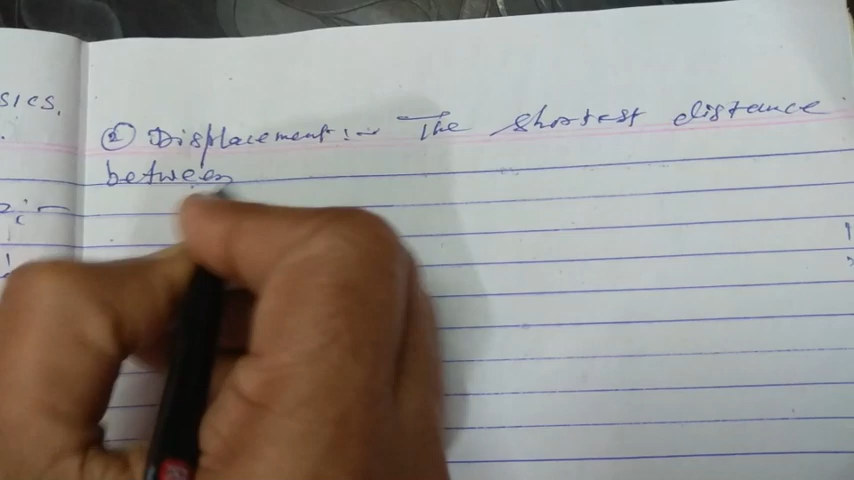 sics.
② Displacement :- The shortest distance
between